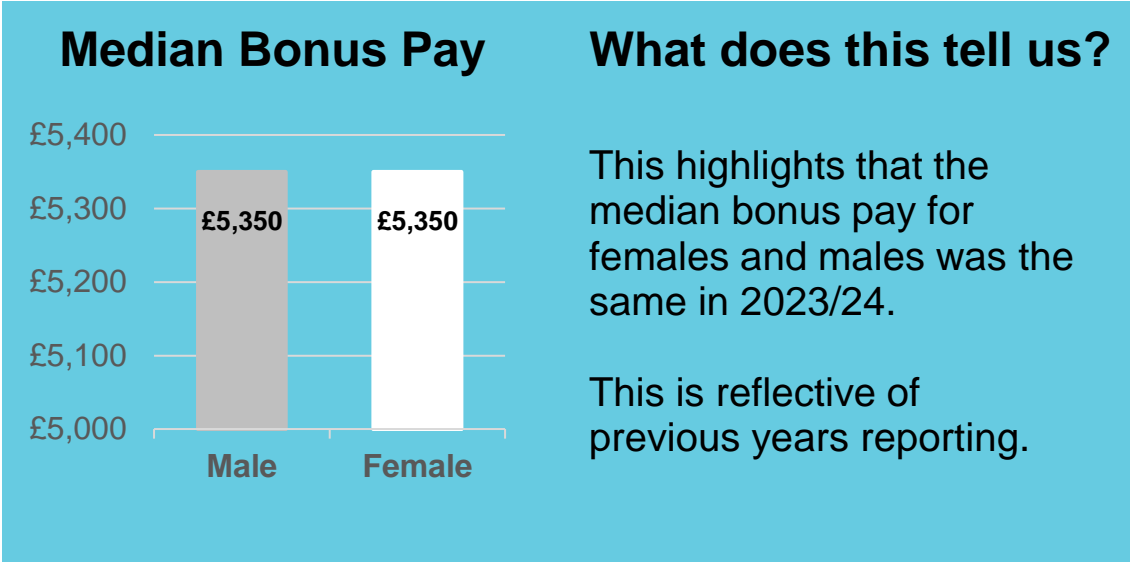 Median Bonus Pay
£5,400
£5,300
£5,200
£5,100
£5,000
£5,350
£5,350
Male
Female
What does this tell us?
This highlights that the
median bonus pay for
females and males was the
same in 2023/24.
This is reflective of
previous years reporting.